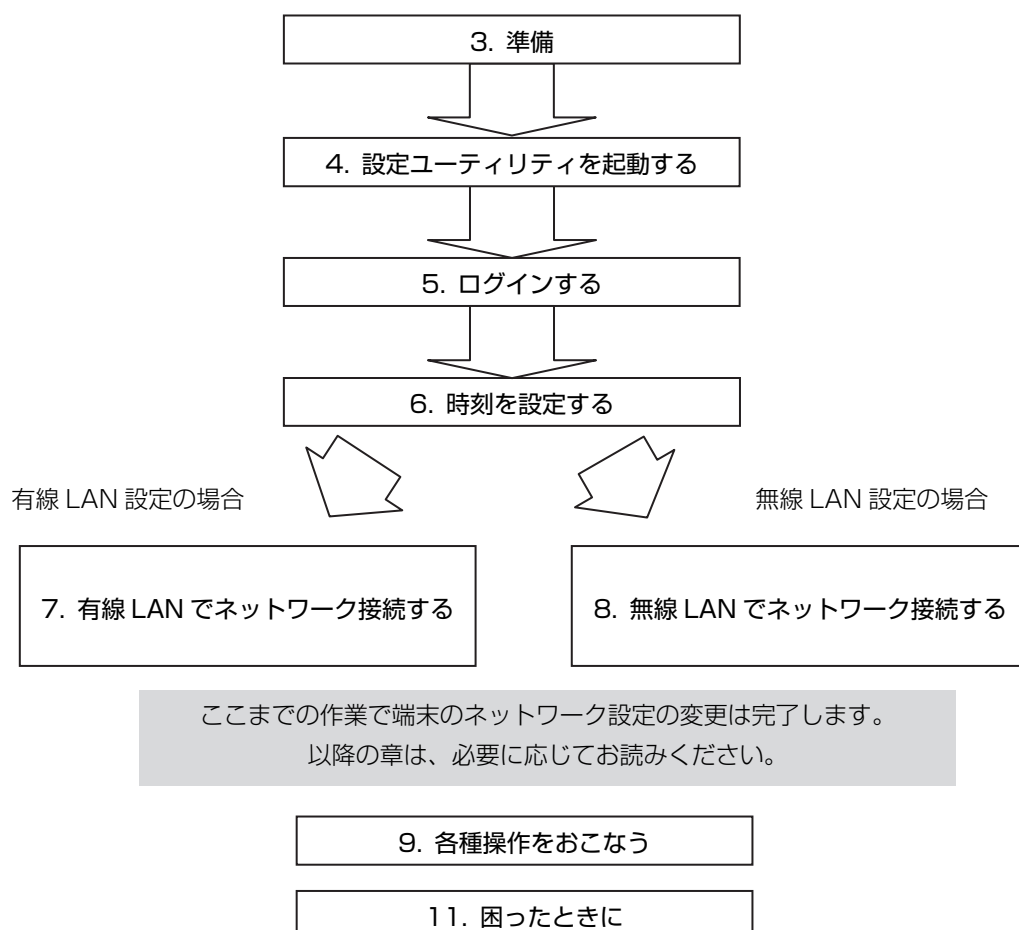 3. 準備
4. 設定ユーティリティを起動する
5. ログインする
6. 時刻を設定する
有線 LAN 設定の場合
無線 LAN 設定の場合
7. 有線 LAN でネットワーク接続する
8. 無線 LAN でネットワーク接続する
ここまでの作業で端末のネットワーク設定の変更は完了します。
以降の章は、必要に応じてお読みください。
9. 各種操作をおこなう
11. 困ったときに